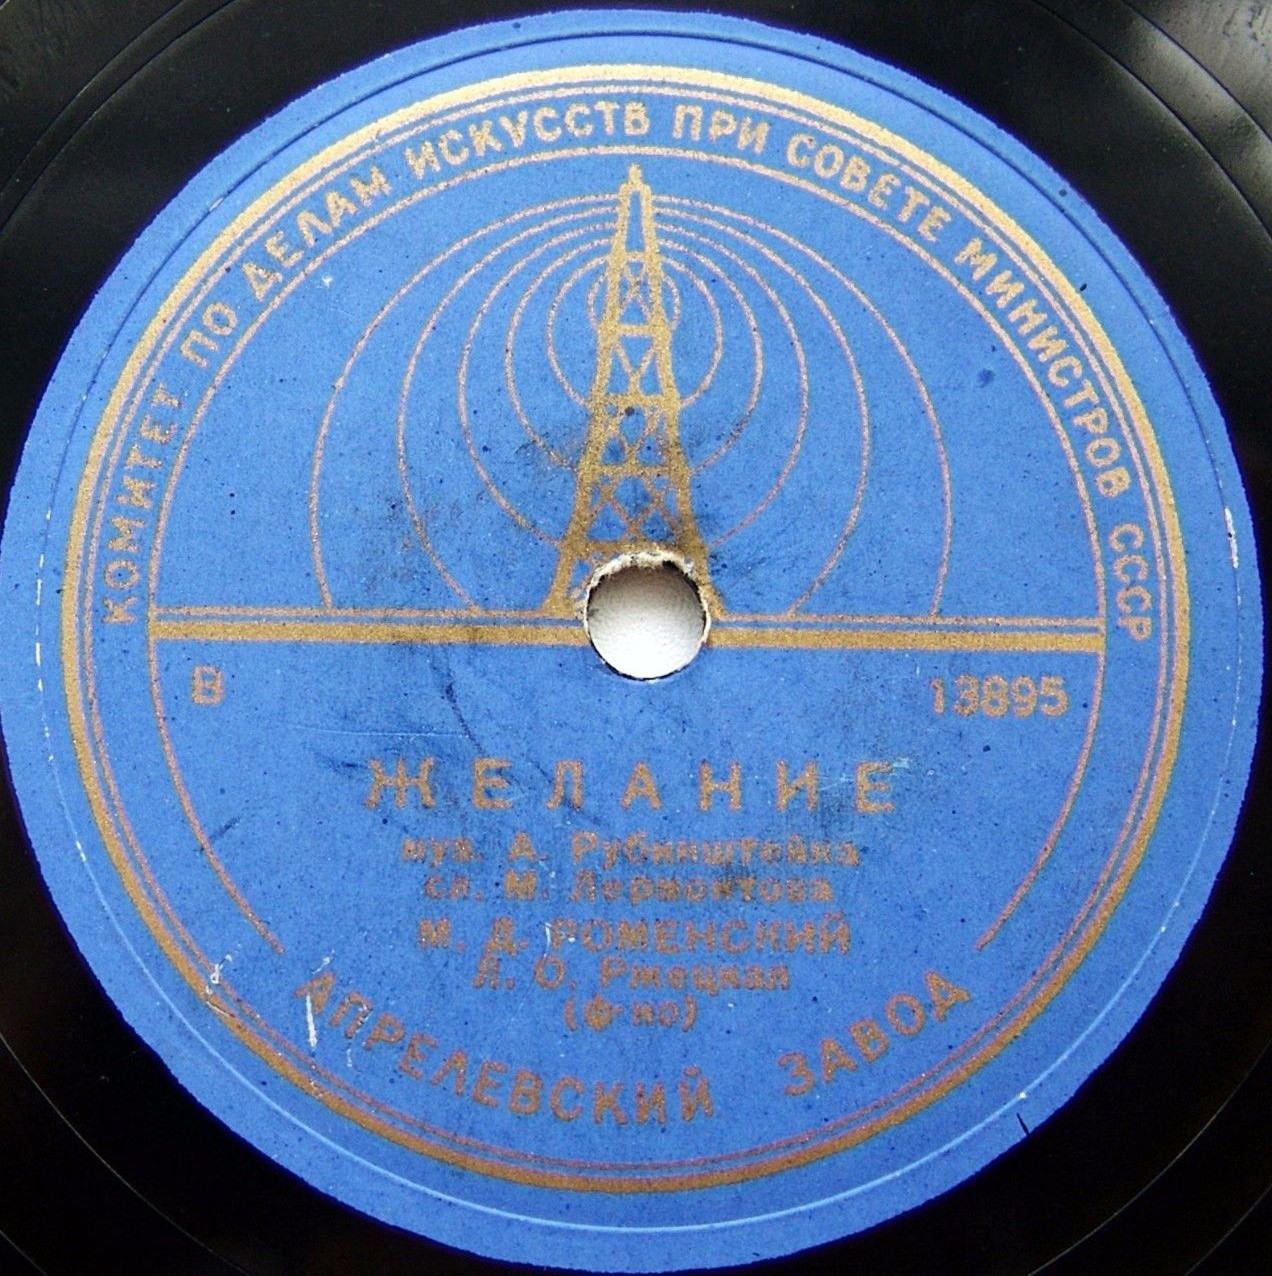 КОМИТЕТ ПО ДЕЛАМ ИСКУССТВ ПРИ СОВЕТЕ МИНИСТРОВ СССР
В 13895
ЖЕЛАНИЕ
муз. А. Рубинштейна
сл. М. Лермонтова
М. Д. РОМЕНСКИЙ
Л. О. Ржецкая
(ф-но)
АПРЕЛЕВСКИЙ ЗАВОД